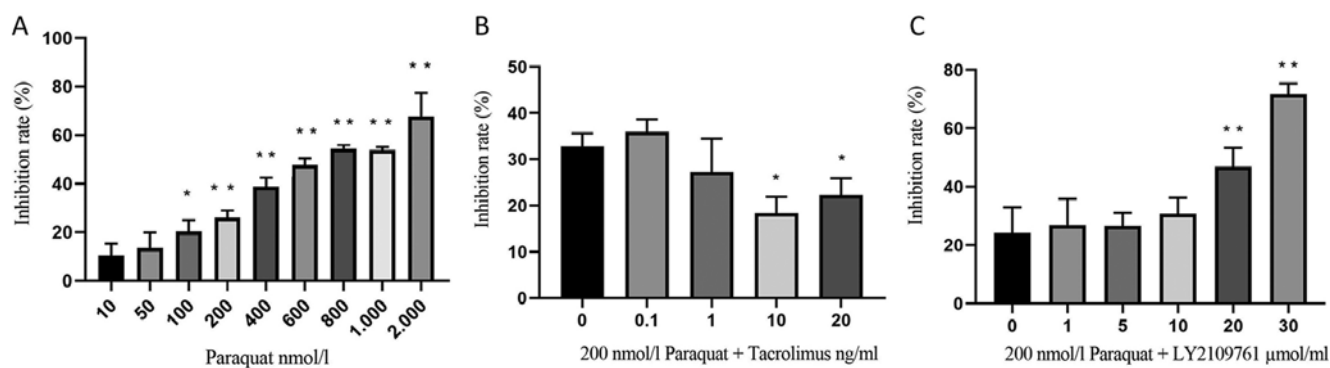 A
Inhibition rate (%)
100
80
60
40
20
0
* ** ** ** ** ** **
10 50 100 200 400 600 800 1.000 2.000
Paraquat nmol/l
B
Inhibition rate (%)
50
40
30
20
10
0
* *
0 0.1 1 10 20
200 nmol/l Paraquat + Tacrolimus ng/ml
C
Inhibition rate (%)
80
60
40
20
0
** **
0 1 5 10 20 30
200 nmol/l Paraquat + LY2109761 μmol/ml